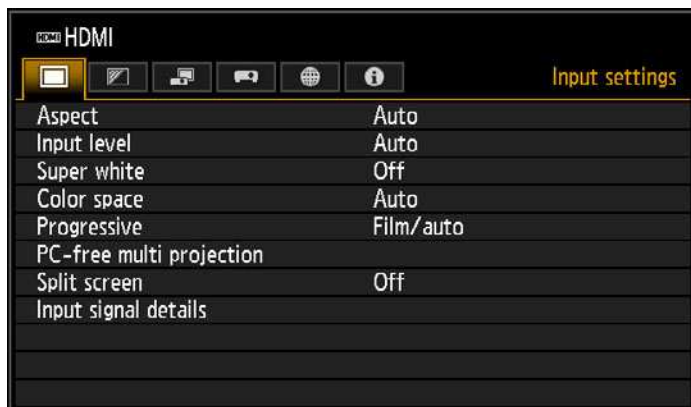 HDMI HDMI
Input settings
Aspect Auto
Input level Auto
Super white Off
Color space Auto
Progressive Film/auto
PC-free multi projection
Split screen Off
Input signal details